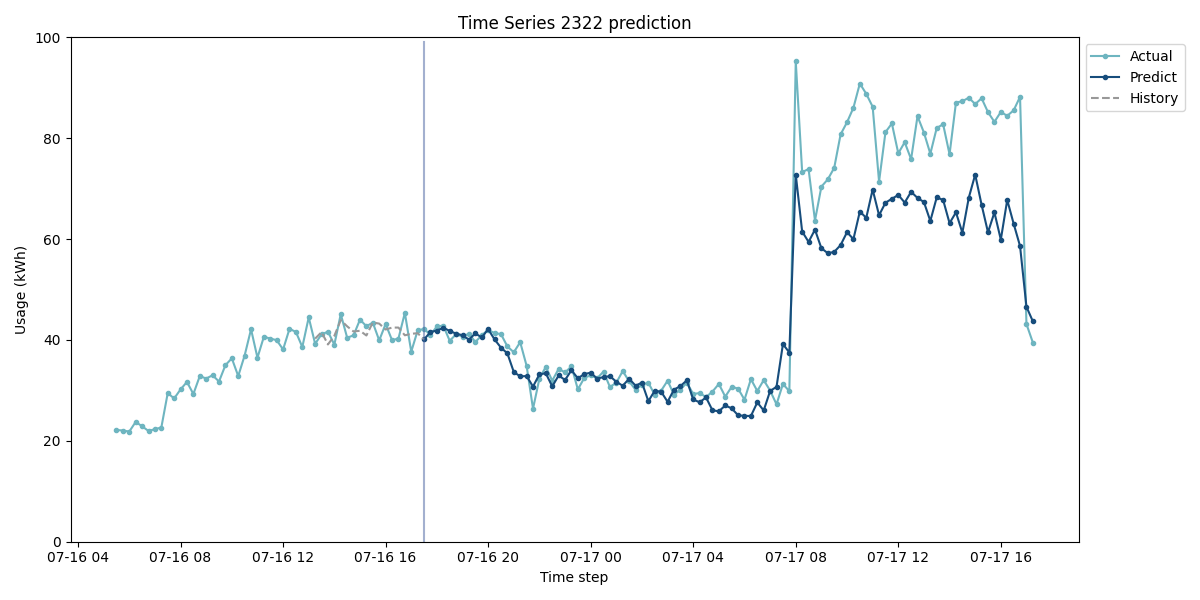 Time Series 2322 prediction
Usage (kWh)
100
80
60
40
20
0
07-16 04
07-16 08
07-16 12
07-16 16
07-16 20
07-17 00
07-17 04
07-17 08
07-17 12
07-17 16
Time step
Actual
Predict
History